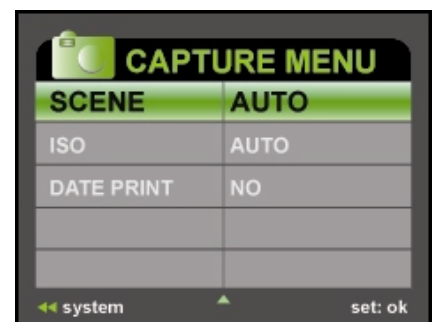 CAPTURE MENU
SCENE AUTO
ISO AUTO
DATE PRINT NO
system set: ok